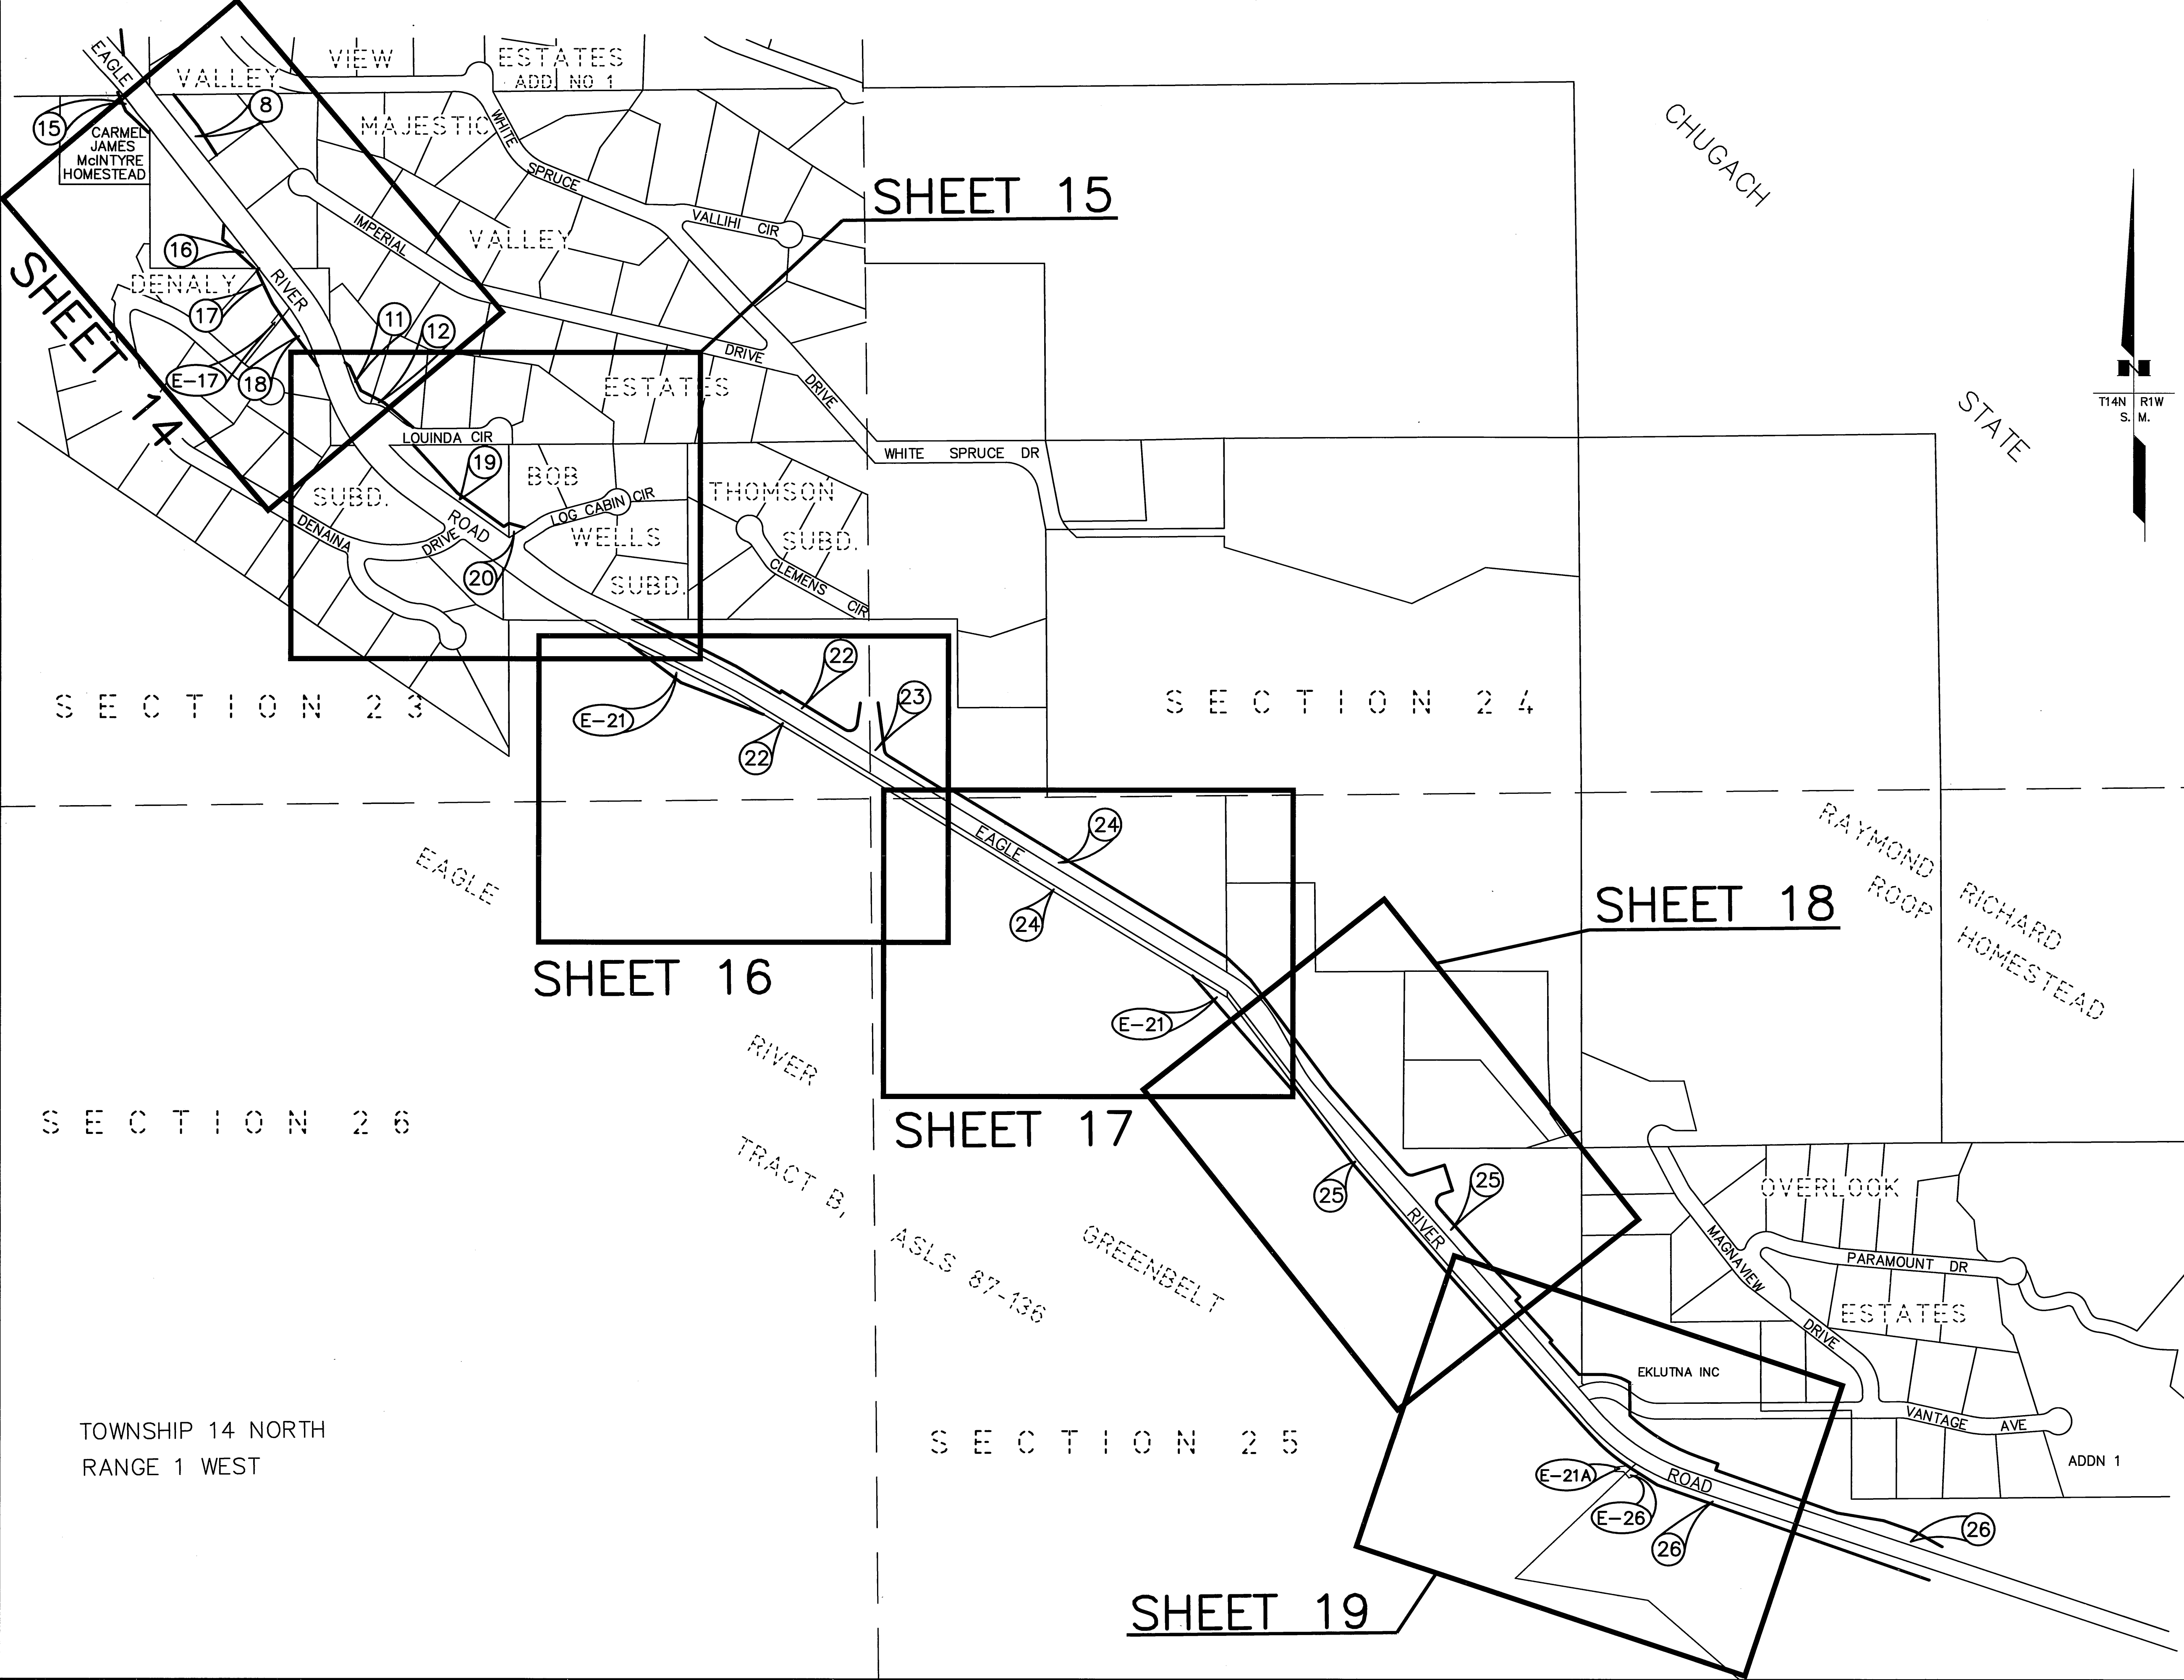 EAGLE
VALLEY
VIEW
ESTATES
ADD. NO 1
8
15
CARMEL
JAMES
McINTYRE
HOMESTEAD
MAJESTIC
WHITE
SPRUCE
VALLIHI CIR
SHEET 15
CHUGACH
IMPERIAL
VALLEY
16
DENALY
RIVER
17
11
12
SHEET 14
E-17
18
DRIVE
ESTATES
DRIVE
STATE
T14N R1W
S. M.
LOUINDA CIR
WHITE SPRUCE DR
19
BOB
SUBD.
LOG CABIN CIR
THOMSON
DENAINA
DRIVE
ROAD
WELLS
SUBD.
20
SUBD.
CLEMENS CIR
22
SECTION 23
23
SECTION 24
E-21
22
EAGLE
24
EAGLE
24
RAYMOND
ROOP
RICHARD
HOMESTEAD
SHEET 18
SHEET 16
E-21
RIVER
SECTION 26
SHEET 17
TRACT B,
ASLS 87-136
GREENBELT
25
25
RIVER
OVERLOOK
MAGNAVIEW
PARAMOUNT DR
ESTATES
DRIVE
EKLUTNA INC
VANTAGE AVE
TOWNSHIP 14 NORTH
RANGE 1 WEST
SECTION 25
ADDN 1
E-21A
ROAD
E-26
26
26
SHEET 19